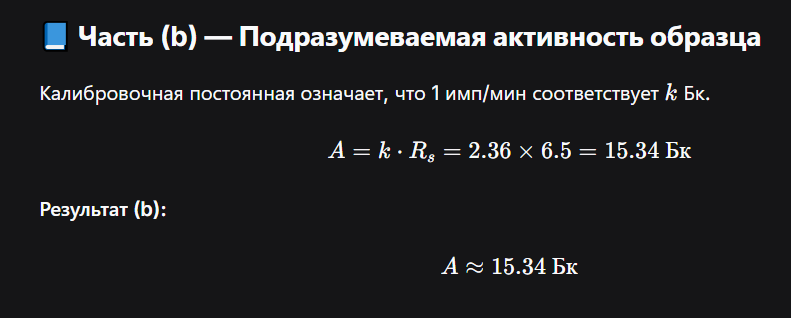 📘 Часть (b) — Подразумеваемая активность образца
Калибровочная постоянная означает, что 1 имп/мин соответствует k Бк.
A = k · Rₛ = 2.36 × 6.5 = 15.34 Бк
Результат (b):
A ≈ 15.34 Бк